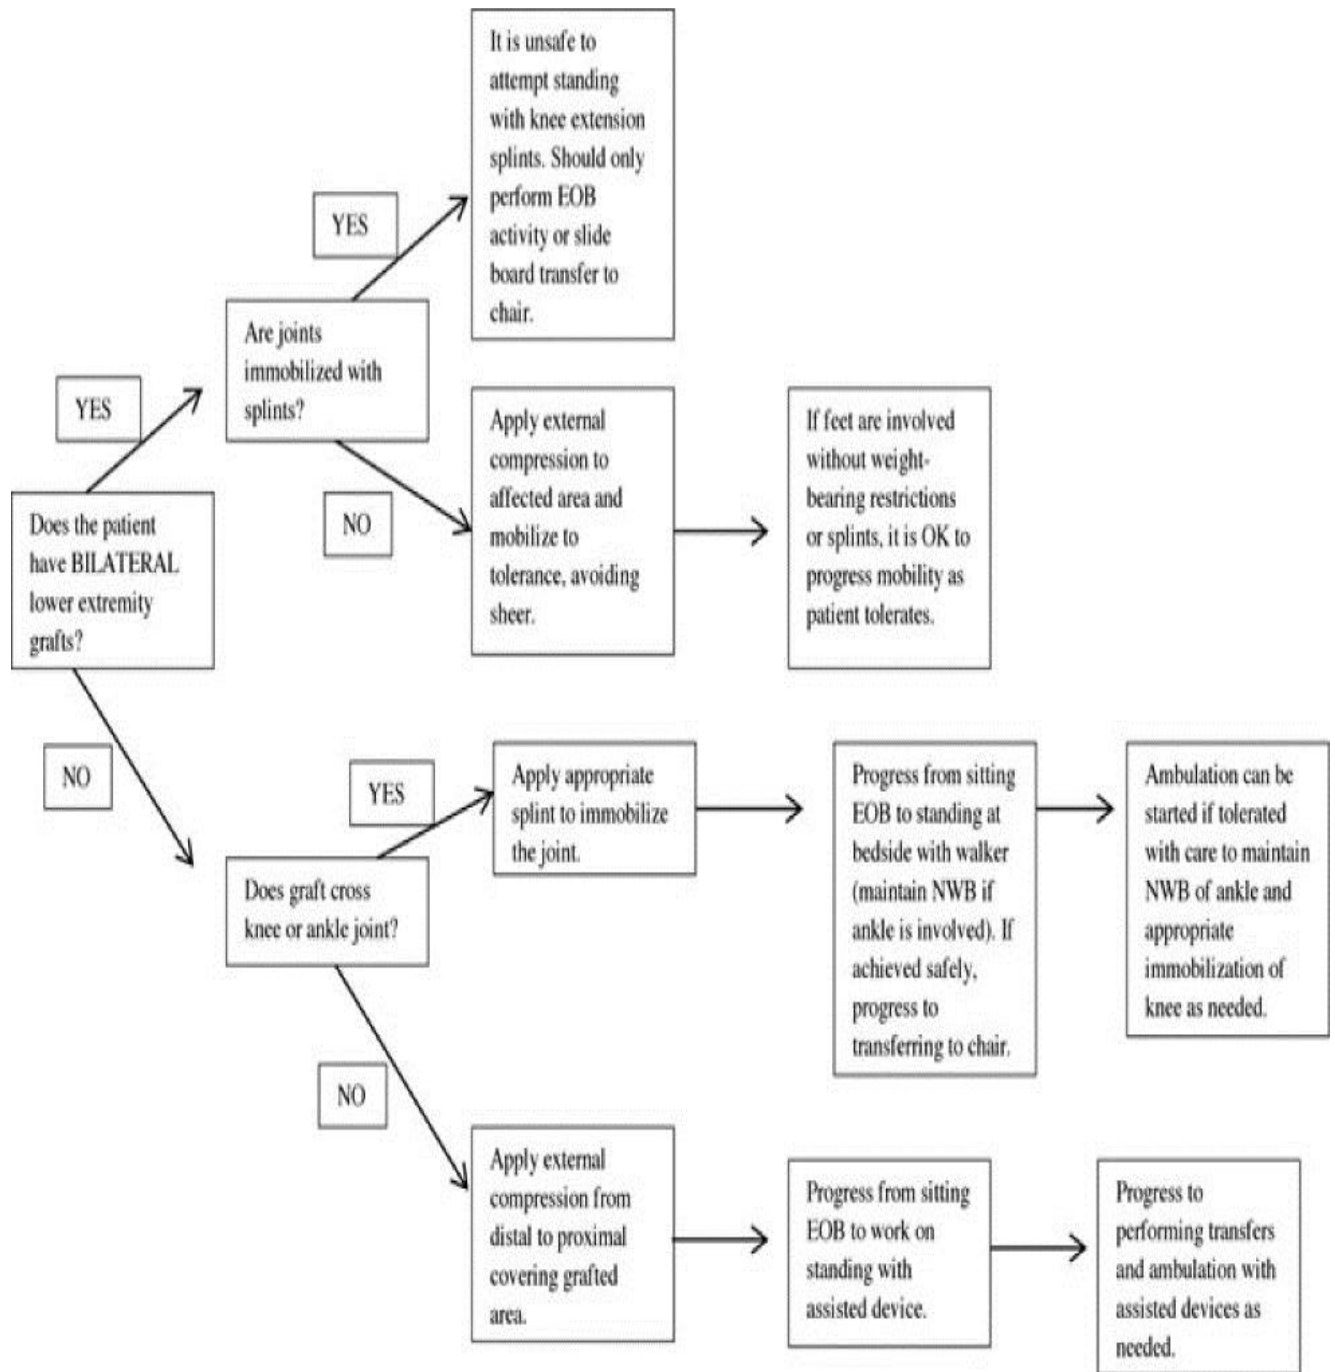 It is unsafe to
attempt standing
with knee extension
splints. Should only
perform EOB
activity or slide
board transfer to
chair.
YES
Are joints
immobilized with
splints?
YES
NO
Apply external
compression to
affected area and
mobilize to
tolerance, avoiding
sheer.
If feet are involved
without weight-
bearing restrictions
or splints, it is OK to
progress mobility as
patient tolerates.
Does the patient
have BILATERAL
lower extremity
grafts?
NO
Does graft cross
knee or ankle joint?
YES
Apply appropriate
splint to immobilize
the joint.
Progress from sitting
EOB to standing at
bedside with walker
(maintain NWB if
ankle is involved). If
achieved safely,
progress to
transferring to chair.
Ambulation can be
started if tolerated
with care to maintain
NWB of ankle and
appropriate
immobilization of
knee as needed.
NO
Apply external
compression from
distal to proximal
covering grafted
area.
Progress from sitting
EOB to work on
standing with
assisted device.
Progress to
performing transfers
and ambulation with
assisted devices as
needed.